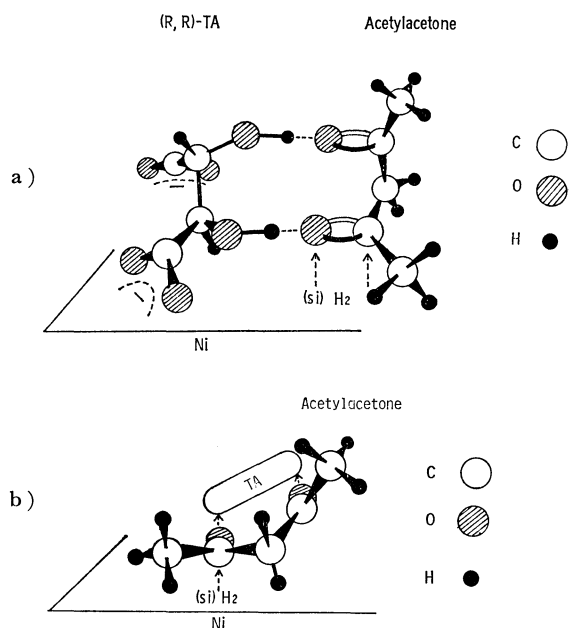 (R, R)-TA Acetylacetone
a)
C
O
H
(si) H2
Ni
Acetylacetone
b)
TA
C
O
H
(si) H2
Ni